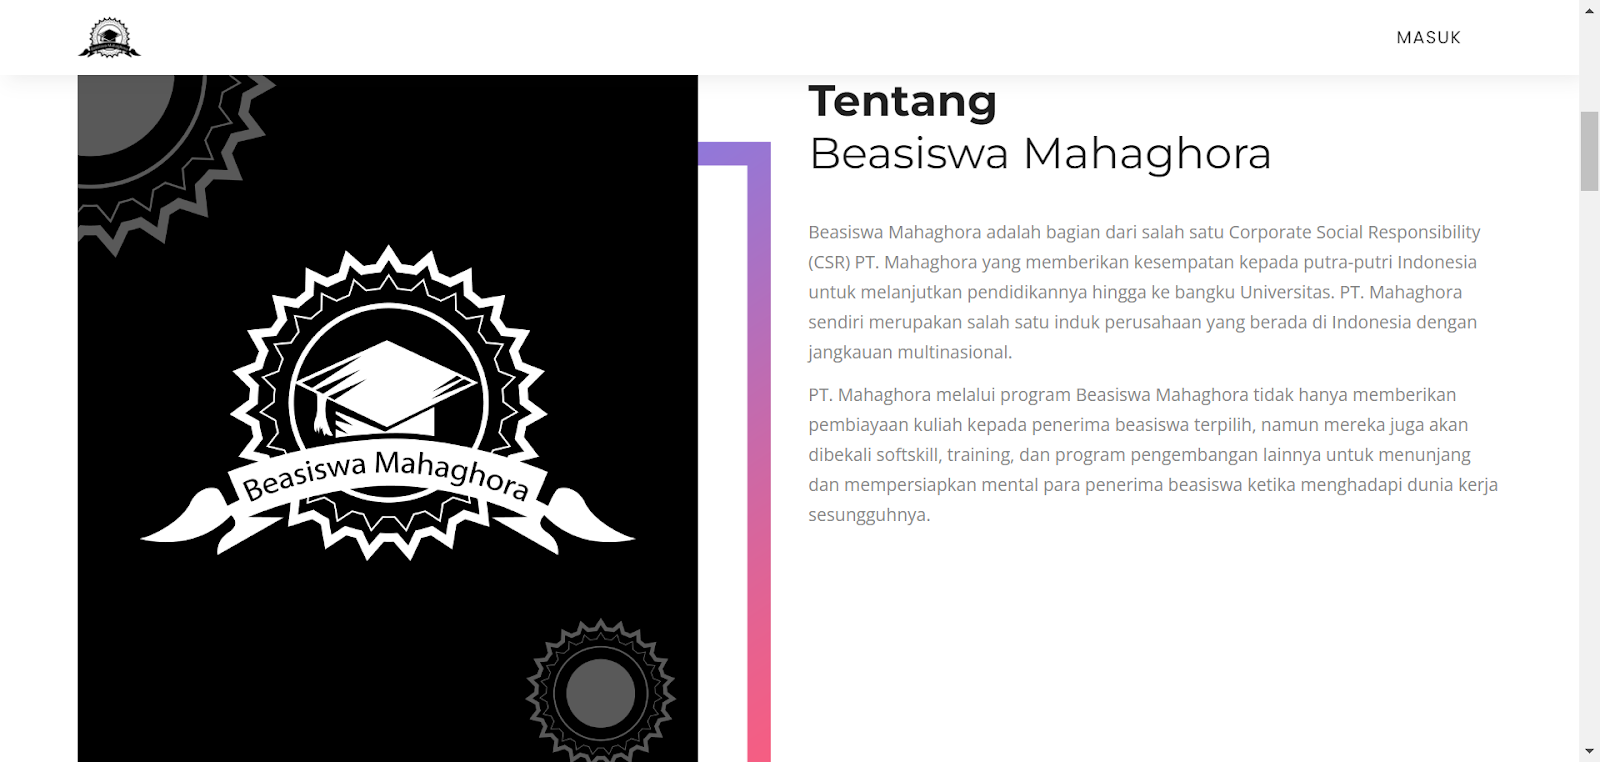 MASUK
Tentang
Beasiswa Mahaghora
Beasiswa Mahaghora adalah bagian dari salah satu Corporate Social Responsibility
(CSR) PT. Mahaghora yang memberikan kesempatan kepada putra-putri Indonesia
untuk melanjutkan pendidikannya hingga ke bangku Universitas. PT. Mahaghora
sendiri merupakan salah satu induk perusahaan yang berada di Indonesia dengan
jangkauan multinasional.
PT. Mahaghora melalui program Beasiswa Mahaghora tidak hanya memberikan
pembiayaan kuliah kepada penerima beasiswa terpilih, namun mereka juga akan
dibekali softskill, training, dan program pengembangan lainnya untuk menunjang
dan mempersiapkan mental para penerima beasiswa ketika menghadapi dunia kerja
sesungguhnya.
Beasiswa Mahaghora